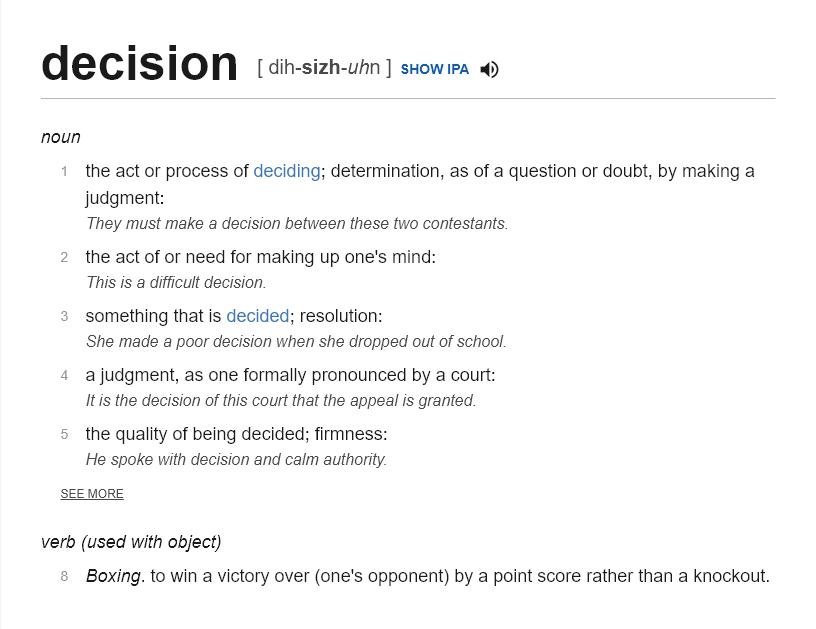 decision [ dih-sizh-uhn ] SHOW IPA
noun
1 the act or process of deciding; determination, as of a question or doubt, by making a
judgment:
They must make a decision between these two contestants.
2 the act of or need for making up one's mind:
This is a difficult decision.
3 something that is decided; resolution:
She made a poor decision when she dropped out of school.
4 a judgment, as one formally pronounced by a court:
It is the decision of this court that the appeal is granted.
5 the quality of being decided; firmness:
He spoke with decision and calm authority.
SEE MORE
verb (used with object)
8 Boxing. to win a victory over (one's opponent) by a point score rather than a knockout.